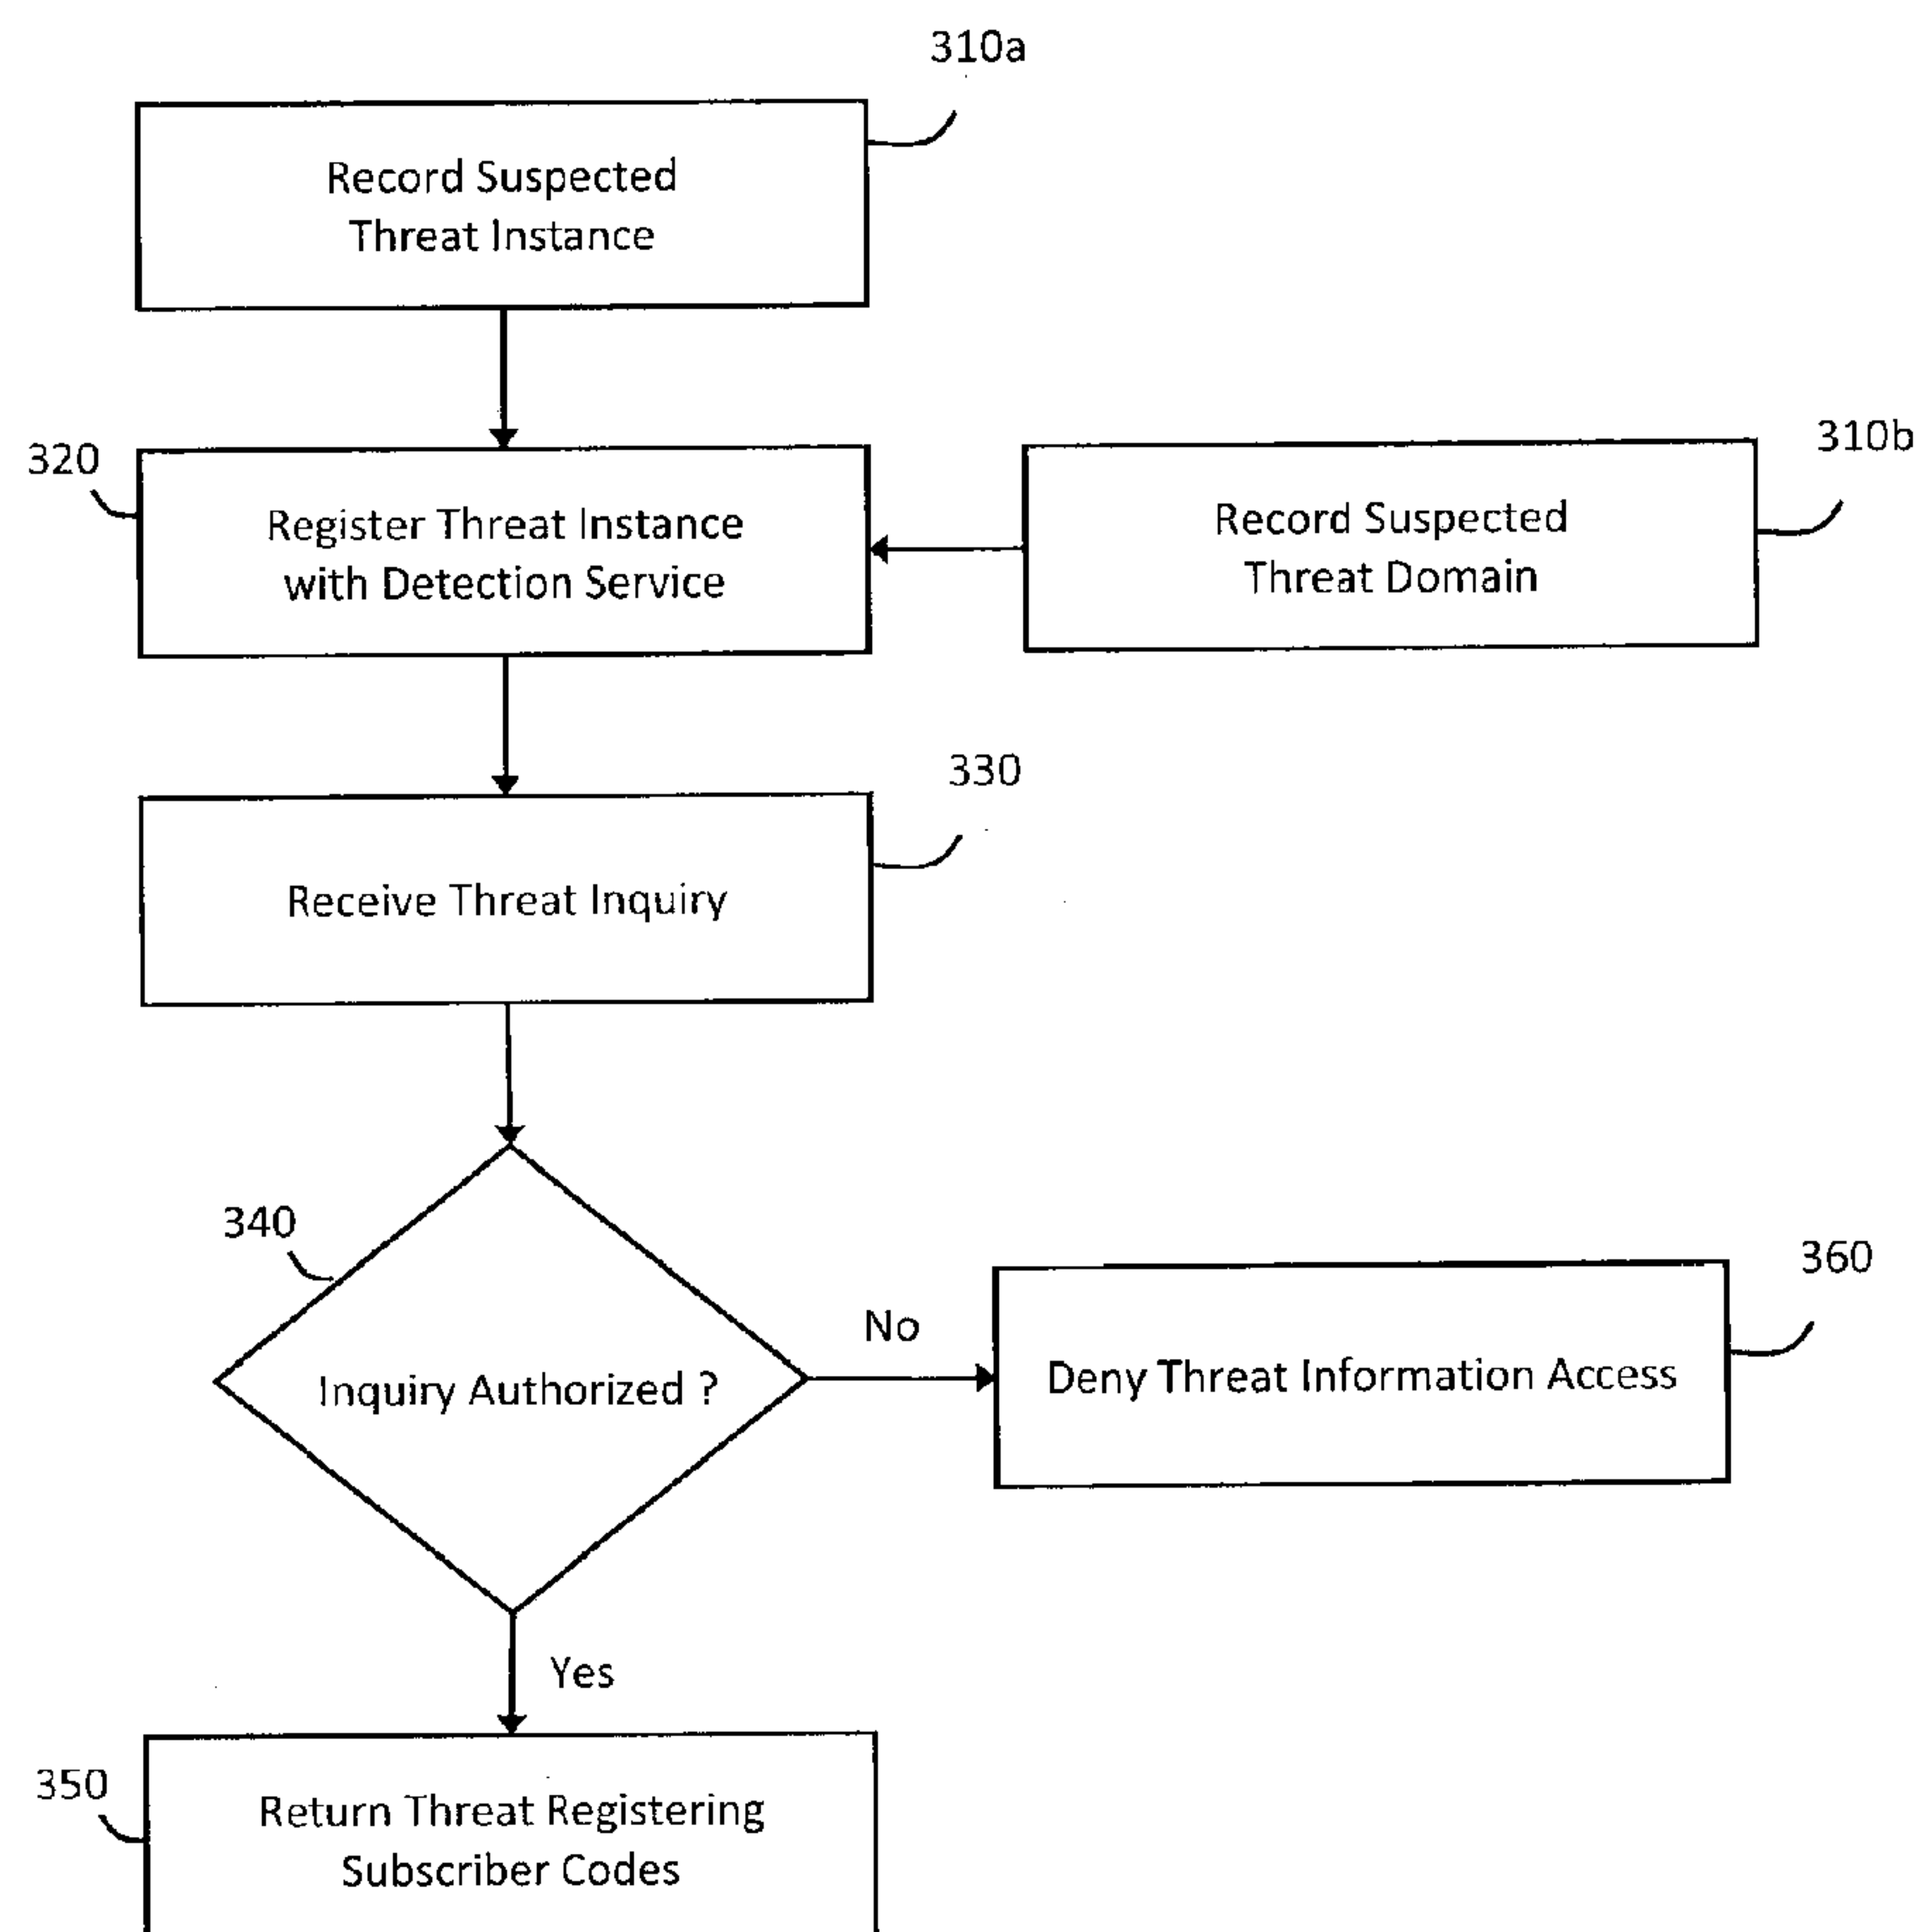 310a
Record Suspected
Threat Instance
320
Register Threat Instance
with Detection Service
310b
Record Suspected
Threat Domain
330
Receive Threat Inquiry
340
Inquiry Authorized ?
No
360
Deny Threat Information Access
Yes
350
Return Threat Registering
Subscriber Codes